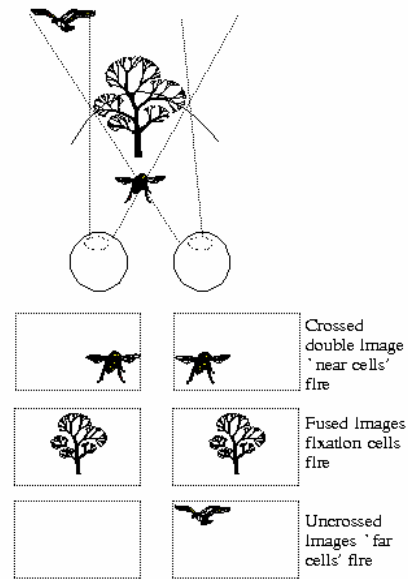 Crossed
double image
`near cells'
fire
Fused images
fixation cells
fire
Uncrossed
images `far
cells' fire